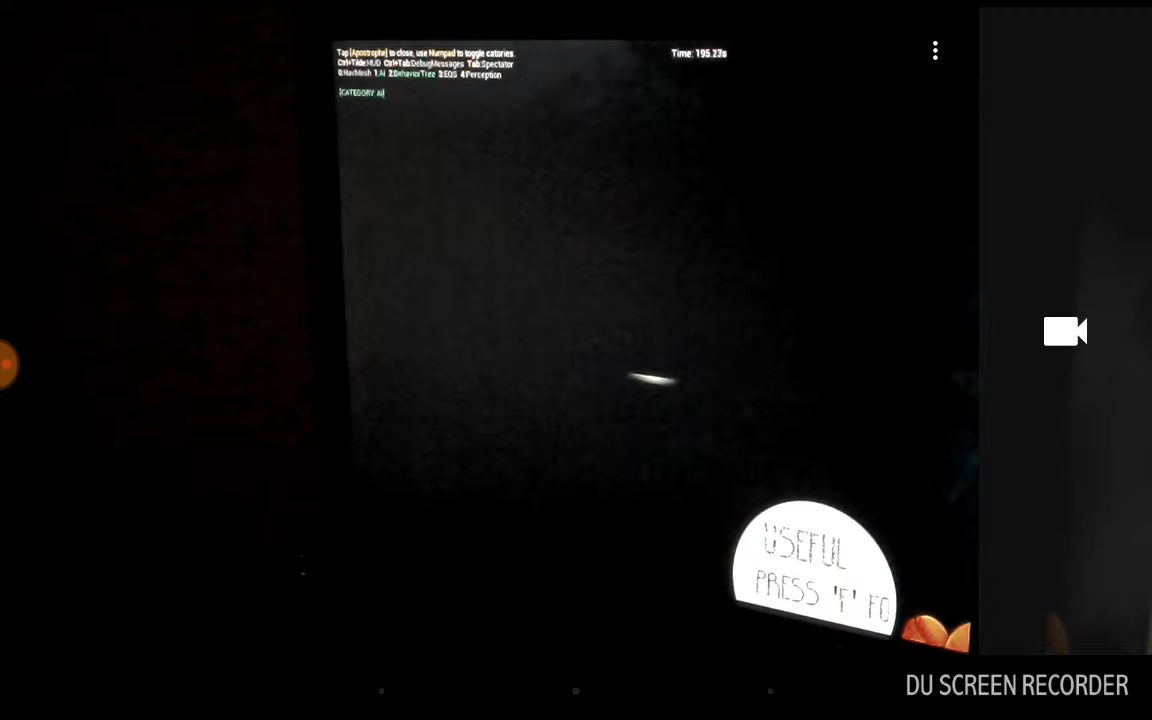 Tap [Apostrophe] to close, use Numpad to toggle catories.
Ctrl+Tilde:HUD Ctrl+Tab:DebugMessages Tab:Spectator
0:NavMesh 1:AI 2:BehaviorTree 3:EQS 4:Perception
[CATEGORY: AI]
Time: 195.23s
USEFUL
PRESS 'F' FO
DU SCREEN RECORDER